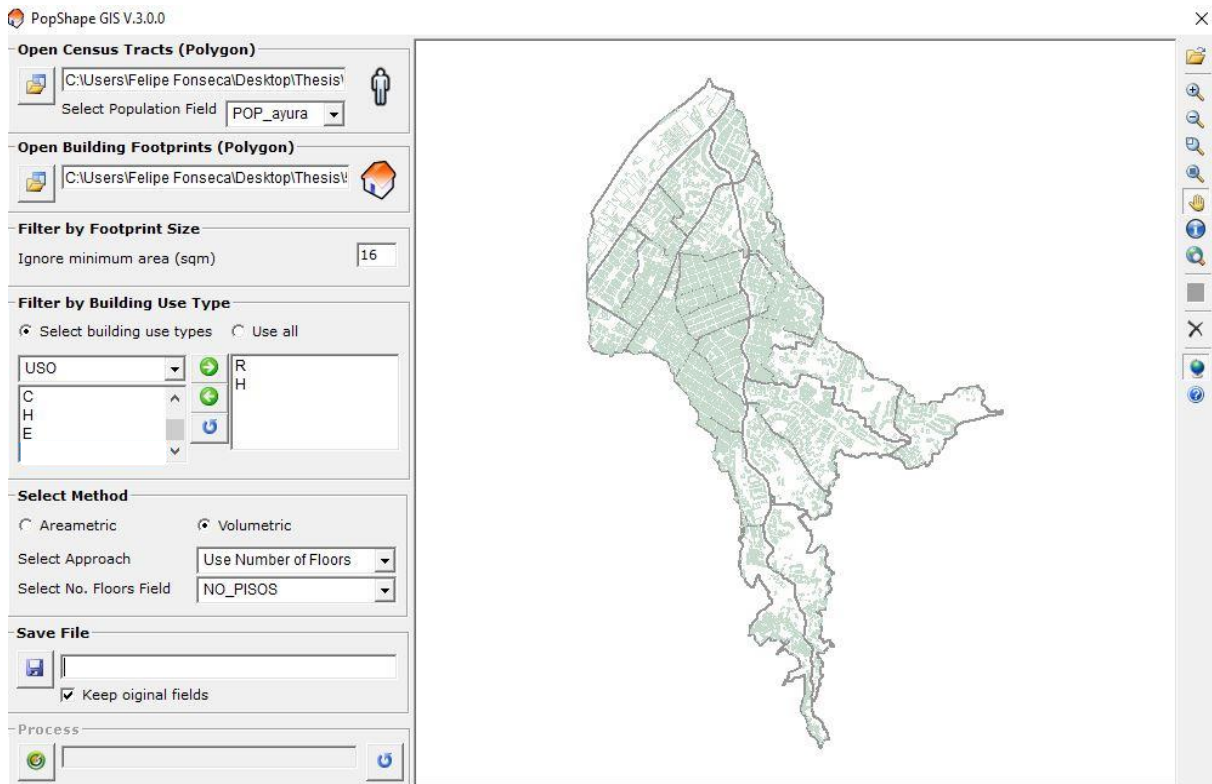 PopShape GIS V.3.0.0
Open Census Tracts (Polygon)
C:\Users\Felipe Fonseca\Desktop\Thesis\
Select Population Field POP_ayura
Open Building Footprints (Polygon)
C:\Users\Felipe Fonseca\Desktop\Thesis\
Filter by Footprint Size
Ignore minimum area (sqm) 16
Filter by Building Use Type
Select building use types Use all
USO
C
H
E
R
H
Select Method
Areametric Volumetric
Select Approach Use Number of Floors
Select No. Floors Field NO_PISOS
Save File
Keep oiginal fields
Process